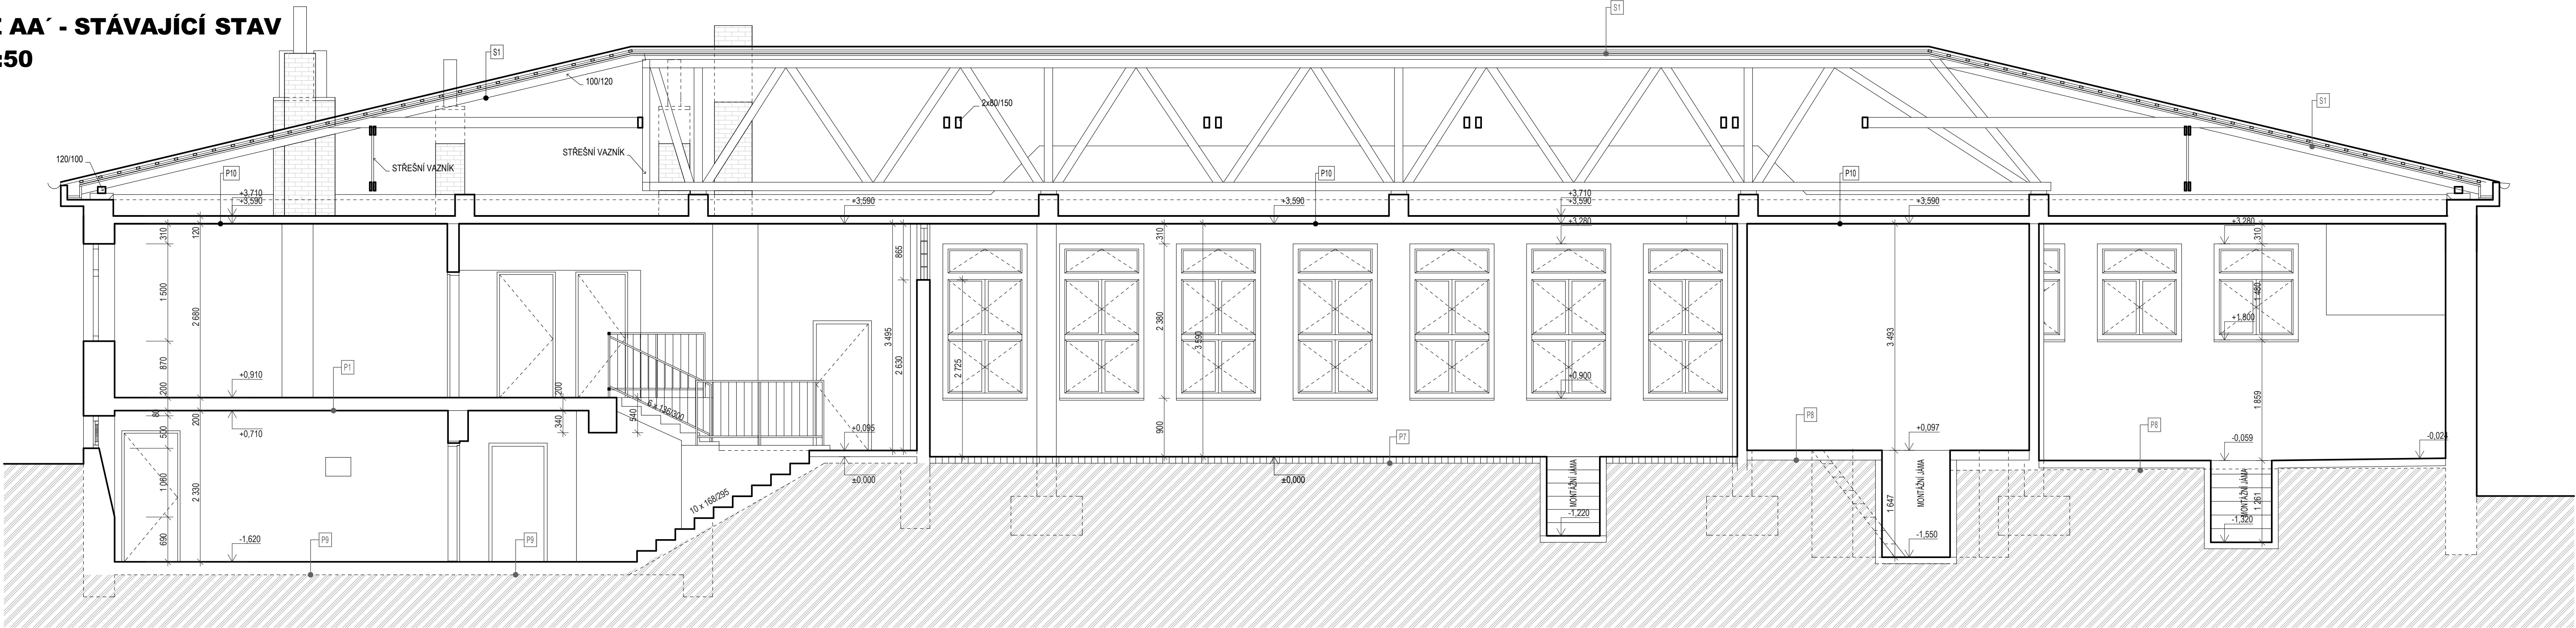 AA´ - STÁVAJÍCÍ STAV
:50
S1
S1
S1
100/120
2x60/150
120/100
STŘEŠNÍ VAZNÍK
STŘEŠNÍ VAZNÍK
P10
P10
P10
+3,710
+3,590
+3,590
+3,590
+3,710
+3,590
+3,280
+3,590
+3,280
310
120
865
310
310
1 500
2 680
3 495
2 630
2 725
2 380
3 590
3 493
1 480
+1,800
870
200
+0,910
P1
200
+0,900
1 859
80
500
200
+0,710
340
540
6 x 136/300
+0,095
900
P7
P8
+0,097
P8
-0,059
-0,024
1 060
2 330
±0,000
±0,000
10 x 168/295
MONTÁŽNÍ JÁMA
MONTÁŽNÍ JÁMA
MONTÁŽNÍ JÁMA
1 647
1 261
690
-1,620
P9
P9
-1,220
-1,550
-1,320